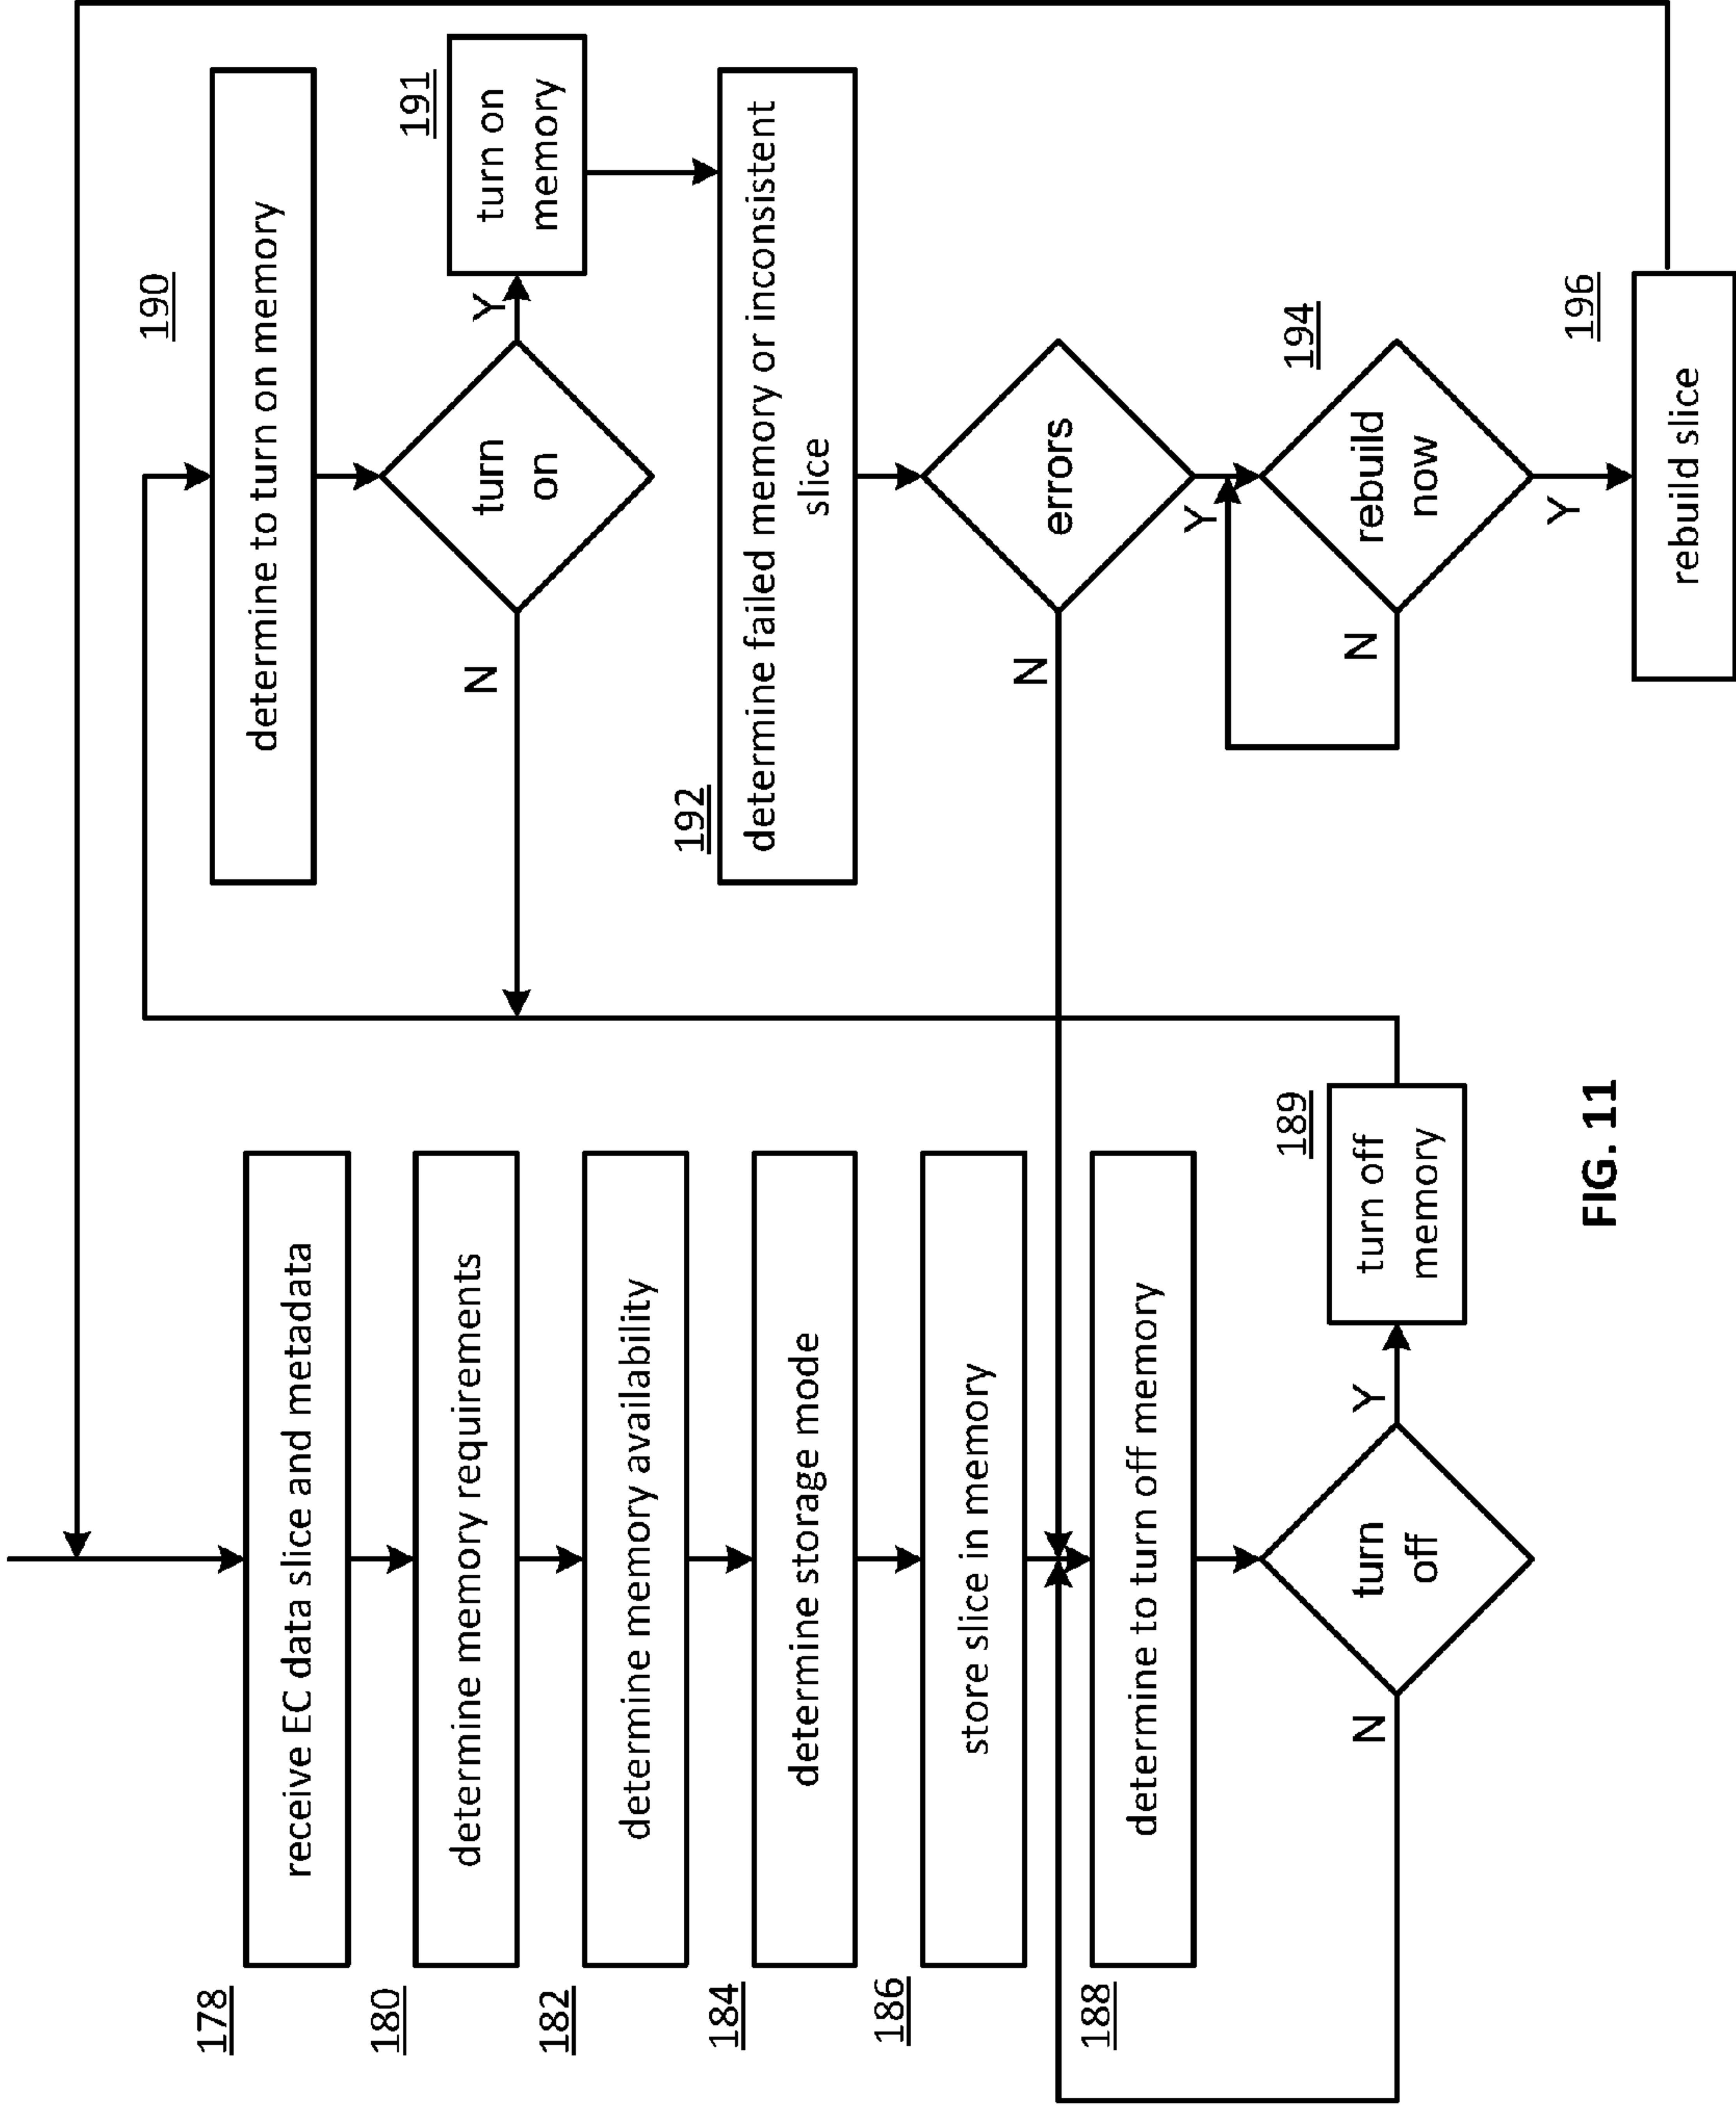 178
receive EC data slice and metadata
180
determine memory requirements
182
determine memory availability
184
determine storage mode
186
store slice in memory
188
determine to turn off memory
turn
off
N
Y
189
turn off
memory
190
determine to turn on memory
turn
on
N
Y
191
turn on
memory
192
determine failed memory or inconsistent
slice
errors
N
Y
194
rebuild
now
N
Y
196
rebuild slice
FIG. 11